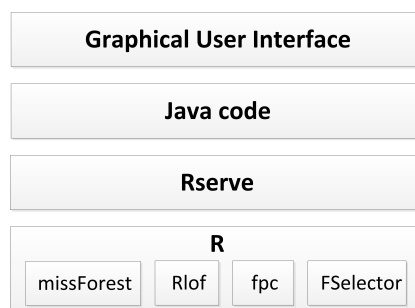 Graphical User Interface
Java code
Rserve
R
missForest Rlof fpc FSelector